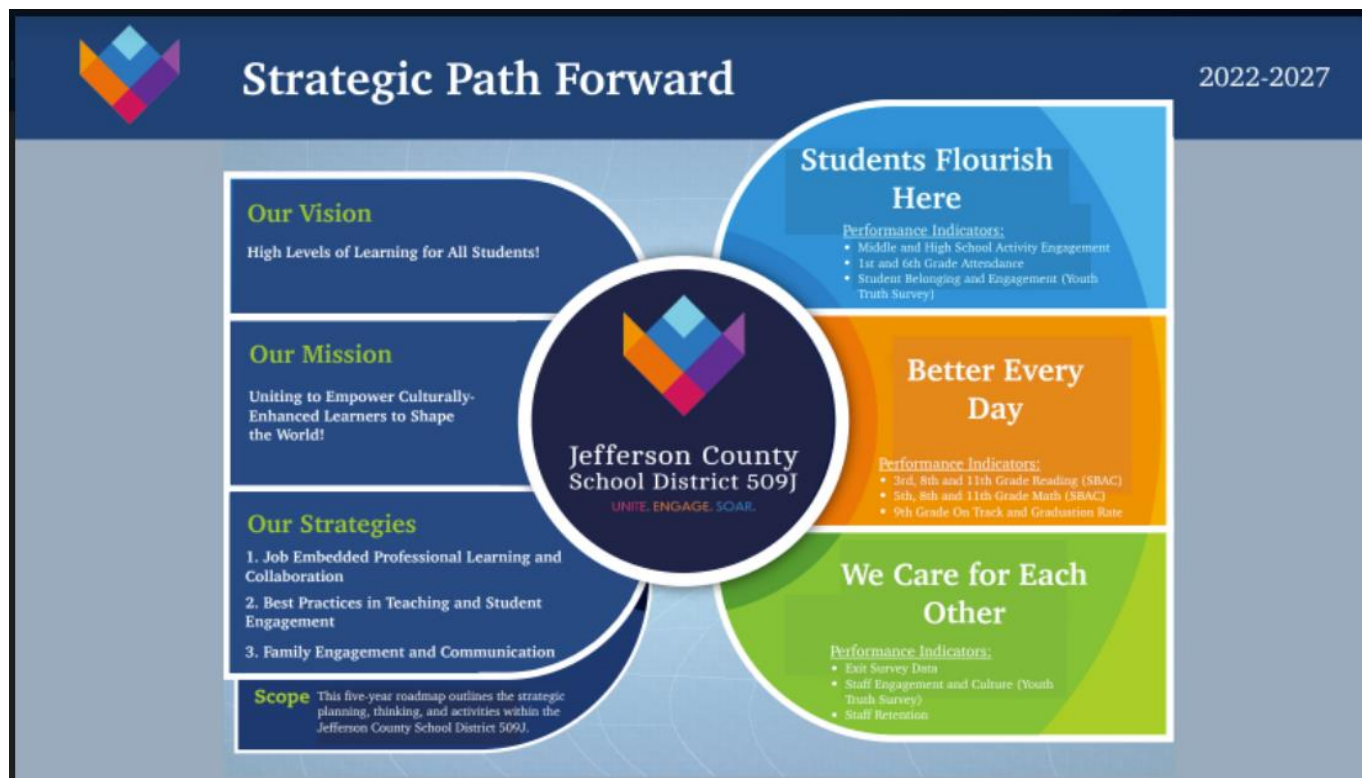 Strategic Path Forward
2022-2027
Our Vision
High Levels of Learning for All Students!
Our Mission
Uniting to Empower Culturally-
Enhanced Learners to Shape
the World!
Our Strategies
1. Job Embedded Professional Learning and
Collaboration
2. Best Practices in Teaching and Student
Engagement
3. Family Engagement and Communication
Scope
This five-year roadmap outlines the strategic
planning, thinking, and activities within the
Jefferson County School District 509J.
Jefferson County
School District 509J
UNITE. ENGAGE. SOAR.
Students Flourish
Here
Performance Indicators:
• Middle and High School Activity Engagement
• 1st and 6th Grade Attendance
• Student Belonging and Engagement (Youth
Truth Survey)
Better Every
Day
Performance Indicators:
• 3rd, 8th and 11th Grade Reading (SBAC)
• 5th, 8th and 11th Grade Math (SBAC)
• 9th Grade On Track and Graduation Rate
We Care for Each
Other
Performance Indicators:
• Exit Survey Data
• Staff Engagement and Culture (Youth
Truth Survey)
• Staff Retention